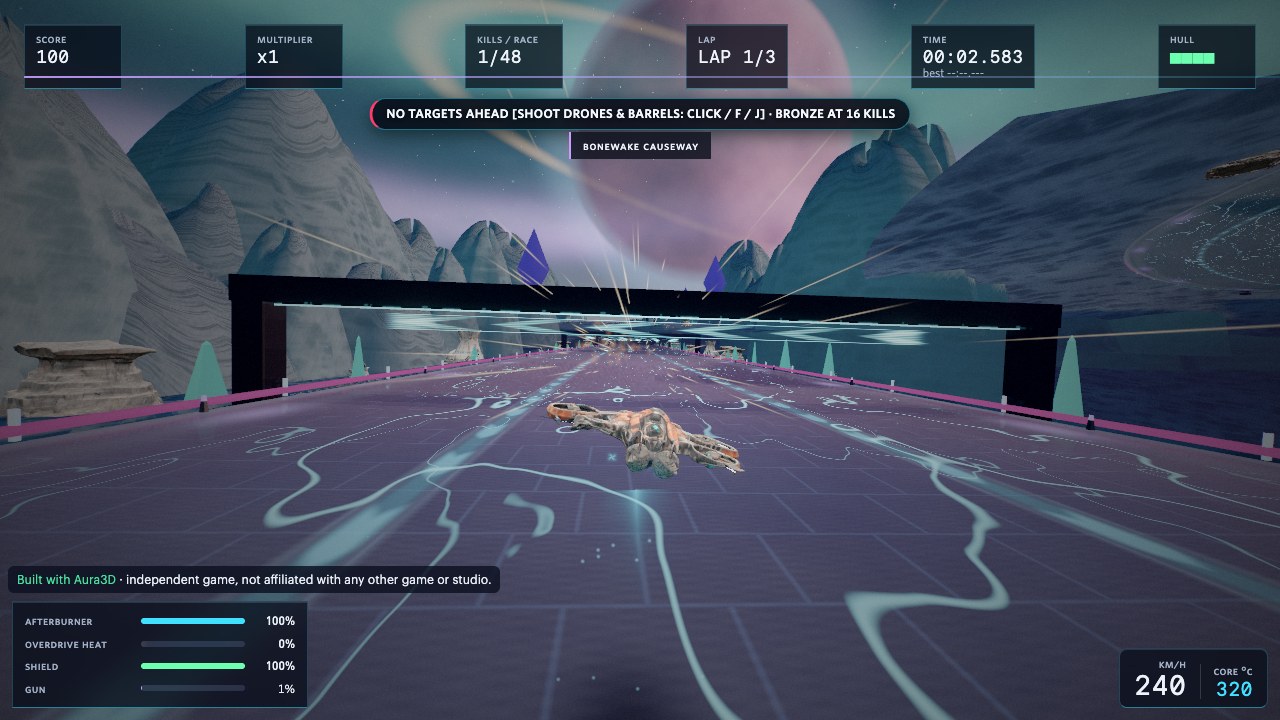 SCORE
100
MULTIPLIER
x1
KILLS / RACE
1/48
LAP
LAP 1/3
TIME
00:02.583
best --:--.---
HULL
NO TARGETS AHEAD [SHOOT DRONES & BARRELS: CLICK / F / J] · BRONZE AT 16 KILLS
BONEWAKE CAUSEWAY
Built with Aura3D · independent game, not affiliated with any other game or studio.
AFTERBURNER 100%
OVERDRIVE HEAT 0%
SHIELD 100%
GUN 1%
KM/H
240
CORE °C
320